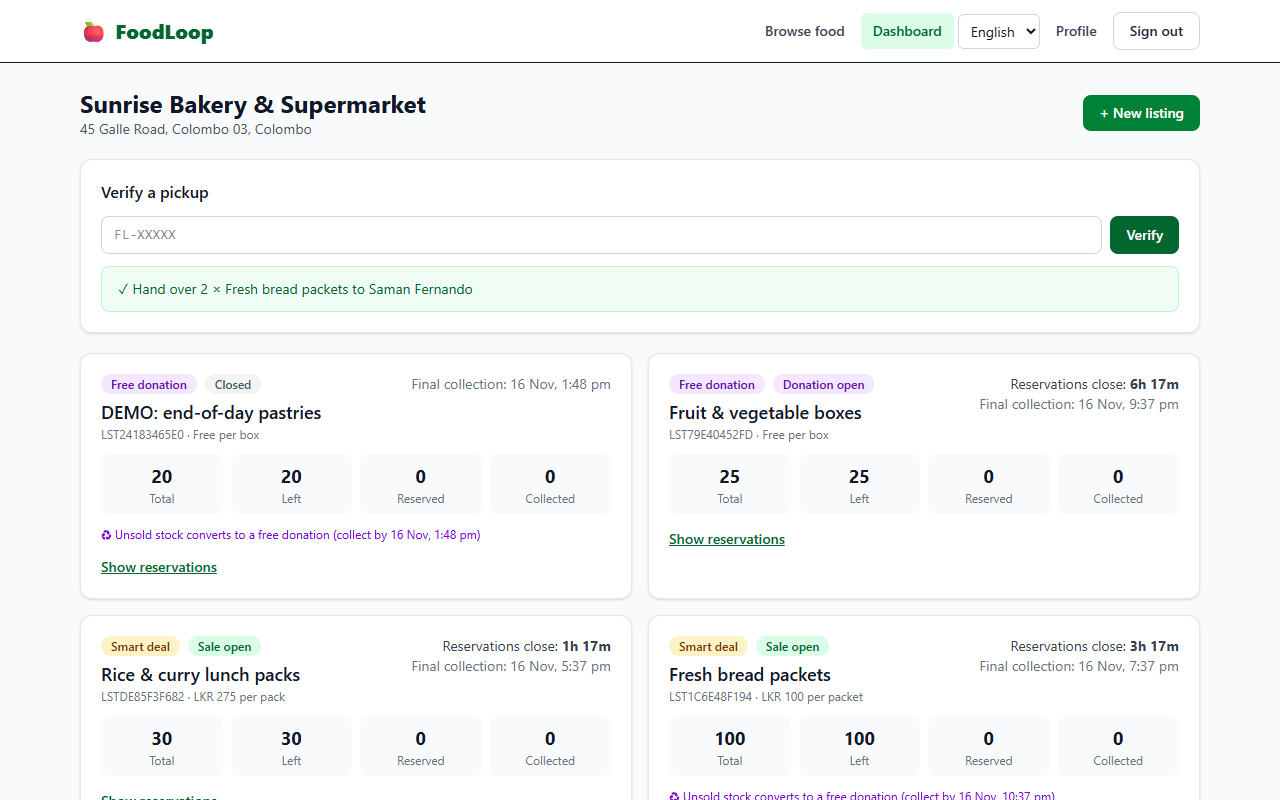 FoodLoop
Browse food
Dashboard
English
Profile
Sign out
Sunrise Bakery & Supermarket
45 Galle Road, Colombo 03, Colombo
+ New listing
Verify a pickup
FL-XXXXX
Verify
✓ Hand over 2 × Fresh bread packets to Saman Fernando
Free donation
Closed
Final collection: 16 Nov, 1:48 pm
DEMO: end-of-day pastries
LST24183465E0 · Free per box
20
20
0
0
Total
Left
Reserved
Collected
♻ Unsold stock converts to a free donation (collect by 16 Nov, 1:48 pm)
Show reservations
Free donation
Donation open
Reservations close: 6h 17m
Final collection: 16 Nov, 9:37 pm
Fruit & vegetable boxes
LST79E40452FD · Free per box
25
25
0
0
Total
Left
Reserved
Collected
Show reservations
Smart deal
Sale open
Reservations close: 1h 17m
Final collection: 16 Nov, 5:37 pm
Rice & curry lunch packs
LSTDE85F3F682 · LKR 275 per pack
30
30
0
0
Total
Left
Reserved
Collected
Show reservations
Smart deal
Sale open
Reservations close: 3h 17m
Final collection: 16 Nov, 7:37 pm
Fresh bread packets
LST1C6E48F194 · LKR 100 per packet
100
100
0
0
Total
Left
Reserved
Collected
♻ Unsold stock converts to a free donation (collect by 16 Nov, 10:37 pm)